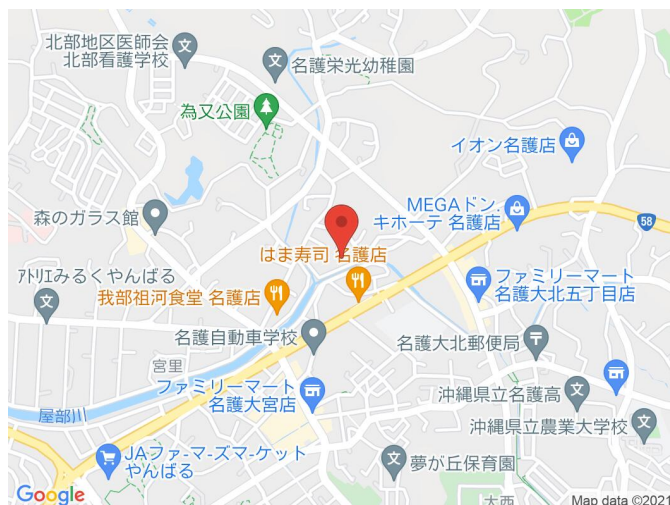 北部地区医師会
北部看護学校
名護栄光幼稚園
為又公園
イオン名護店
MEGAドン.
キホーテ 名護店
58
森のガラス館
はま寿司 名護店
ｱﾄﾘｴみるくやんばる
我部祖河食堂 名護店
ファミリーマート
名護大北五丁目店
名護自動車学校
名護大北郵便局
宮里
ファミリーマート
名護大宮店
沖縄県立名護高
屋部川
沖縄県立農業大学校
JAファ-マ-ズマ-ケット
やんばる
夢が丘保育園
大西
Google
Map data ©2021